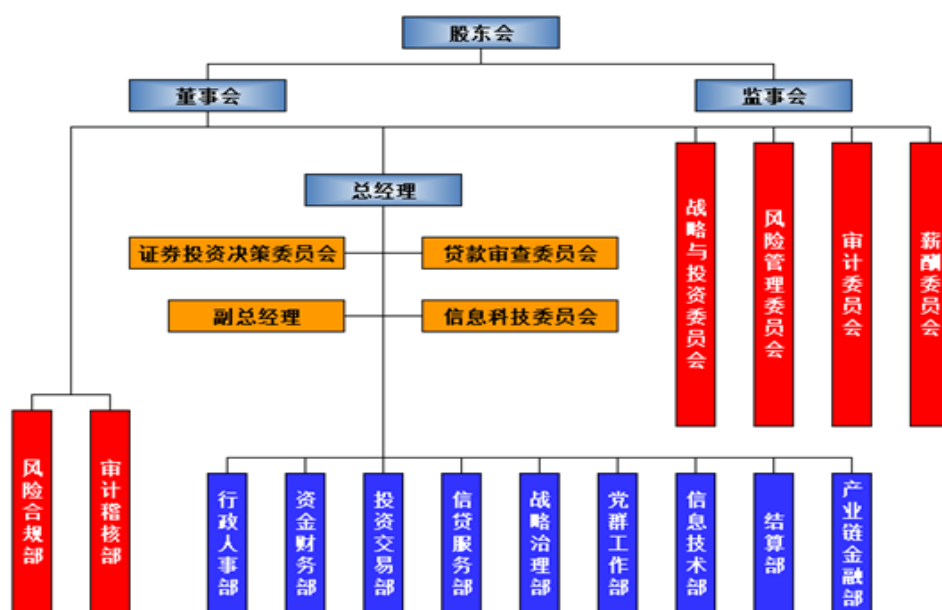 股东会
董事会
监事会
总经理
证券投资决策委员会
贷款审查委员会
副总经理
信息科技委员会
战略与投资委员会
风险管理委员会
审计委员会
薪酬委员会
风险合规部
审计稽核部
行政人事部
资金财务部
投资交易部
信贷服务部
战略治理部
党群工作部
信息技术部
结算部
产业链金融部